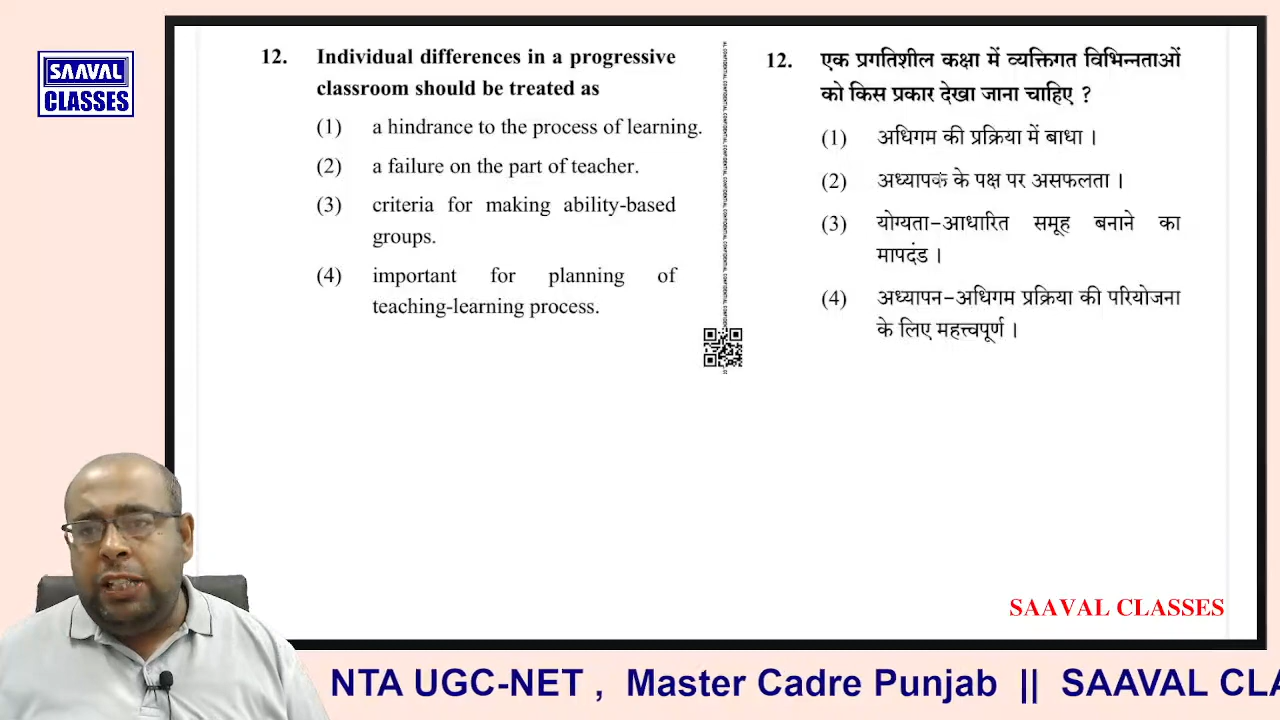 SAAVAL
CLASSES
12. Individual differences in a progressive
classroom should be treated as
(1) a hindrance to the process of learning.
(2) a failure on the part of teacher.
(3) criteria for making ability-based
groups.
(4) important for planning of
teaching-learning process.
12. एक प्रगतिशील कक्षा में व्यक्तिगत विभिन्नताओं
को किस प्रकार देखा जाना चाहिए ?
(1) अधिगम की प्रक्रिया में बाधा ।
(2) अध्यापक के पक्ष पर असफलता ।
(3) योग्यता-आधारित समूह बनाने का
मापदंड ।
(4) अध्यापन-अधिगम प्रक्रिया की परियोजना
के लिए महत्त्वपूर्ण ।
SAAVAL CLASSES
NTA UGC-NET , Master Cadre Punjab || SAAVAL CLA